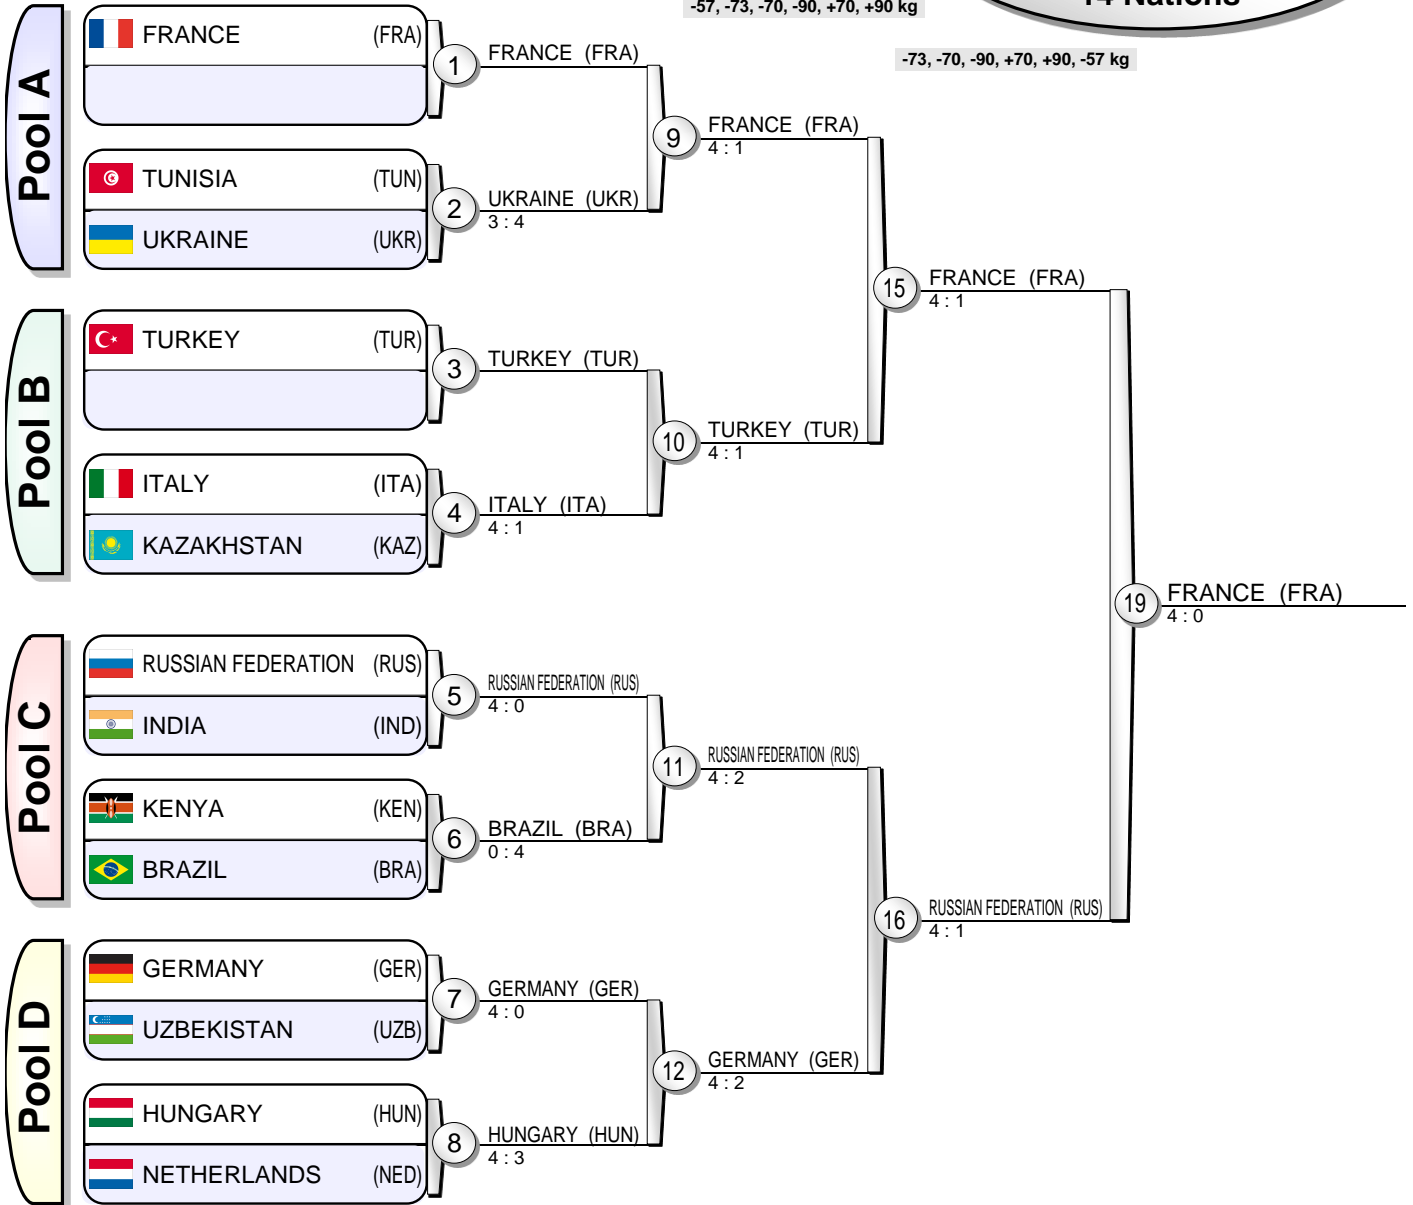 -57, -73, -70, -90, +70, +90 kg
14 Nations
-73, -70, -90, +70, +90, -57 kg
Pool A
FRANCE (FRA)
1
FRANCE (FRA)
TUNISIA (TUN)
UKRAINE (UKR)
2
UKRAINE (UKR)
3 : 4
9
FRANCE (FRA)
4 : 1
Pool B
TURKEY (TUR)
3
TURKEY (TUR)
ITALY (ITA)
KAZAKHSTAN (KAZ)
4
ITALY (ITA)
4 : 1
10
TURKEY (TUR)
4 : 1
15
FRANCE (FRA)
4 : 1
Pool C
RUSSIAN FEDERATION (RUS)
INDIA (IND)
5
RUSSIAN FEDERATION (RUS)
4 : 0
KENYA (KEN)
BRAZIL (BRA)
6
BRAZIL (BRA)
0 : 4
11
RUSSIAN FEDERATION (RUS)
4 : 2
Pool D
GERMANY (GER)
UZBEKISTAN (UZB)
7
GERMANY (GER)
4 : 0
HUNGARY (HUN)
NETHERLANDS (NED)
8
HUNGARY (HUN)
4 : 3
12
GERMANY (GER)
4 : 2
16
RUSSIAN FEDERATION (RUS)
4 : 1
19
FRANCE (FRA)
4 : 0